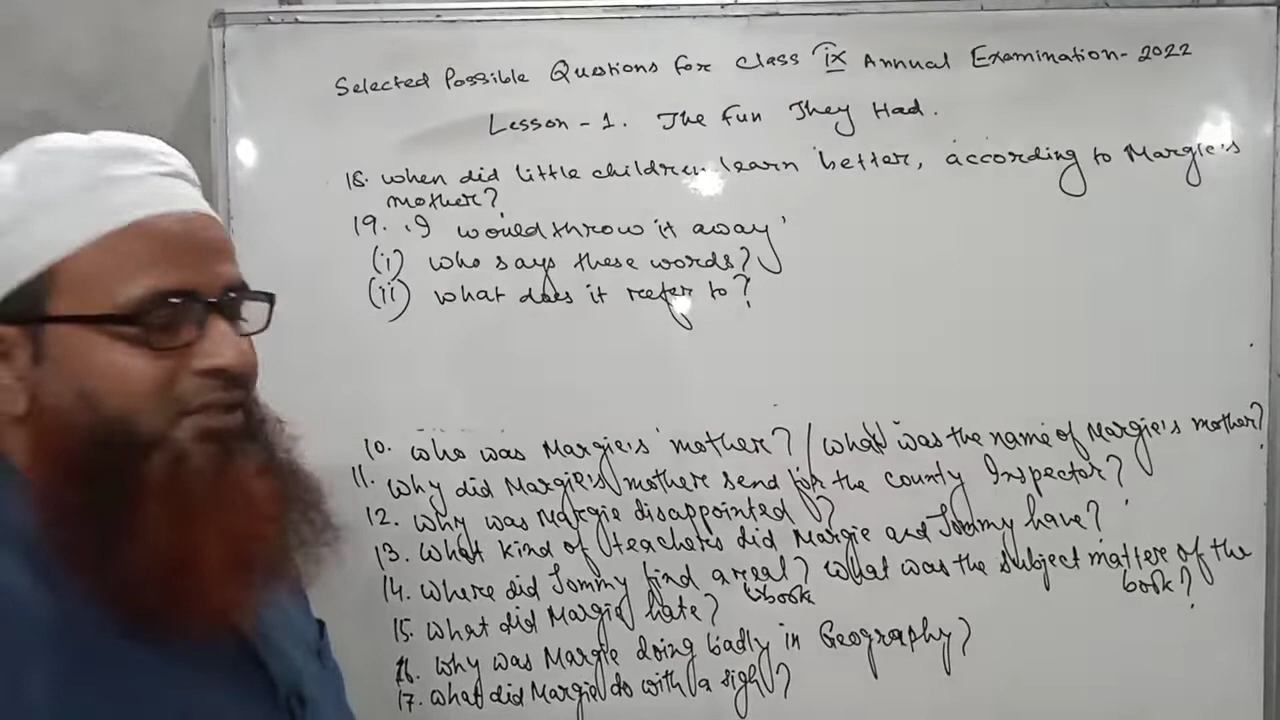 Selected Possible Questions for class ix Annual Examination-2022
Lesson-1. The Fun They Had.
18. When did little children learn better, according to Margie's
mother?
19. 'I would throw it away'
(i) who says these words?
(ii) what does it reefer to?
10. Who was Margie's mother? / What was the name of Margie's mother?
11. Why did Margie's mothere send for the County Inspector?
12. Why was Margie disappointed?
13. What kind of teachers did Margie and Tommy have?
14. Where did Tommy find a real? What was the subject mattere of the
book book?
15. What did Margie hate?
16. Why was Margie doing badly in Geography?
17. What did Margie do with a sigh?